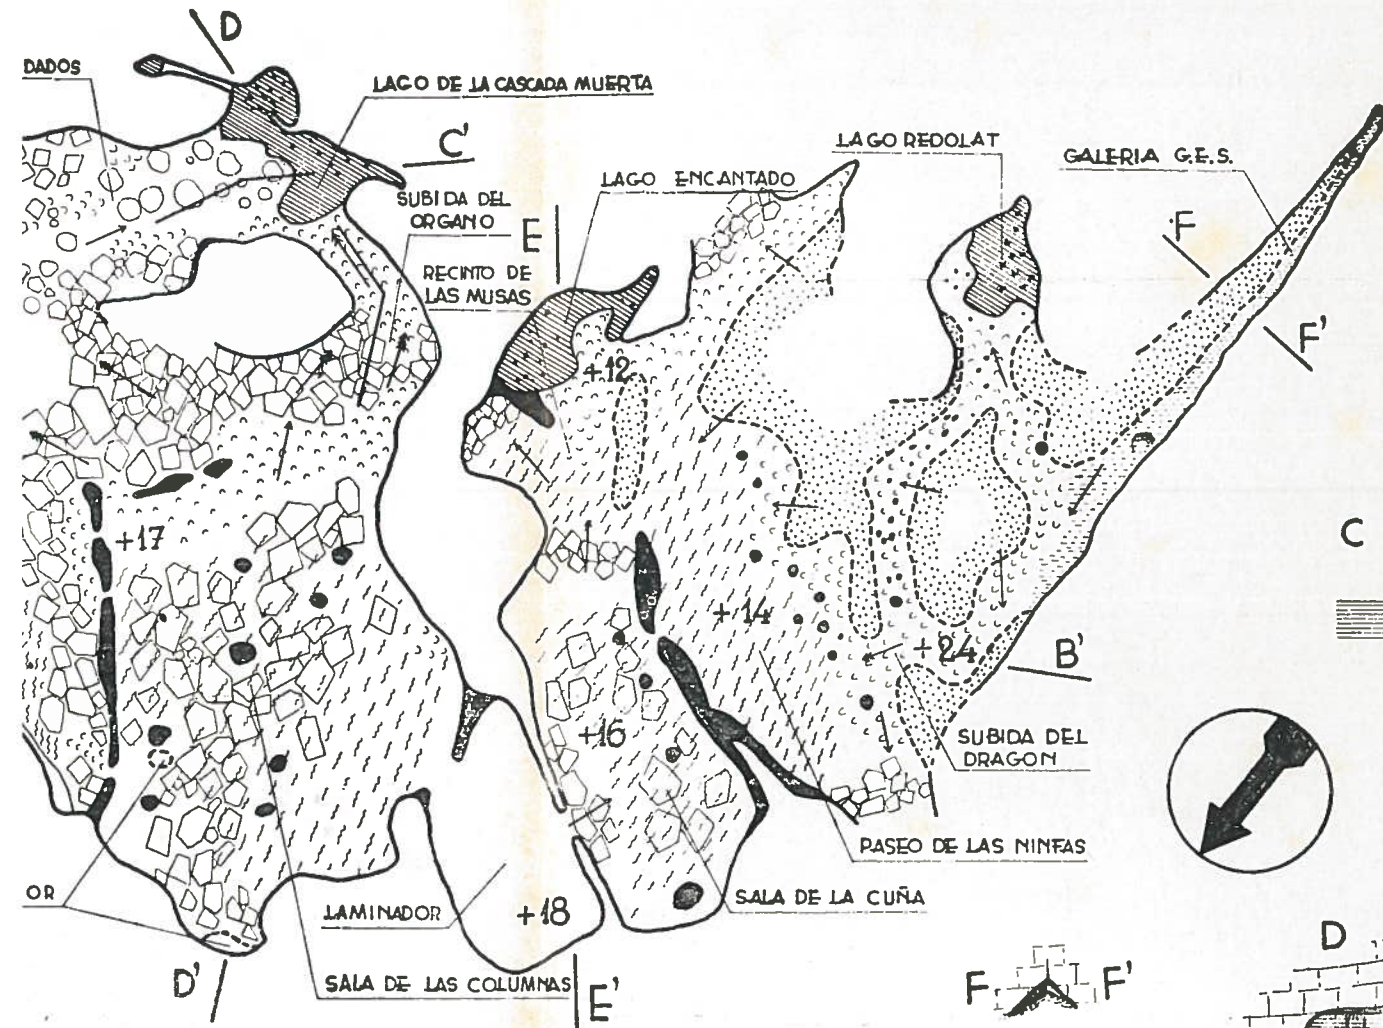 D
DADOS
LAGO DE LA CASCADA MUERTA
C'
LAGO REDOLAT
GALERIA G.E.S.
LAGO ENCANTADO
SUBIDA DEL
ORGANO
E
F
RECINTO DE
LAS MUSAS
F'
+12
+17
C
+14
+24
B'
+16
SUBIDA DEL
DRAGON
PASEO DE LAS NINFAS
OR
LAMINADOR
+18
SALA DE LA CUÑA
D'
SALA DE LAS COLUMNAS
E'
F
F'
D